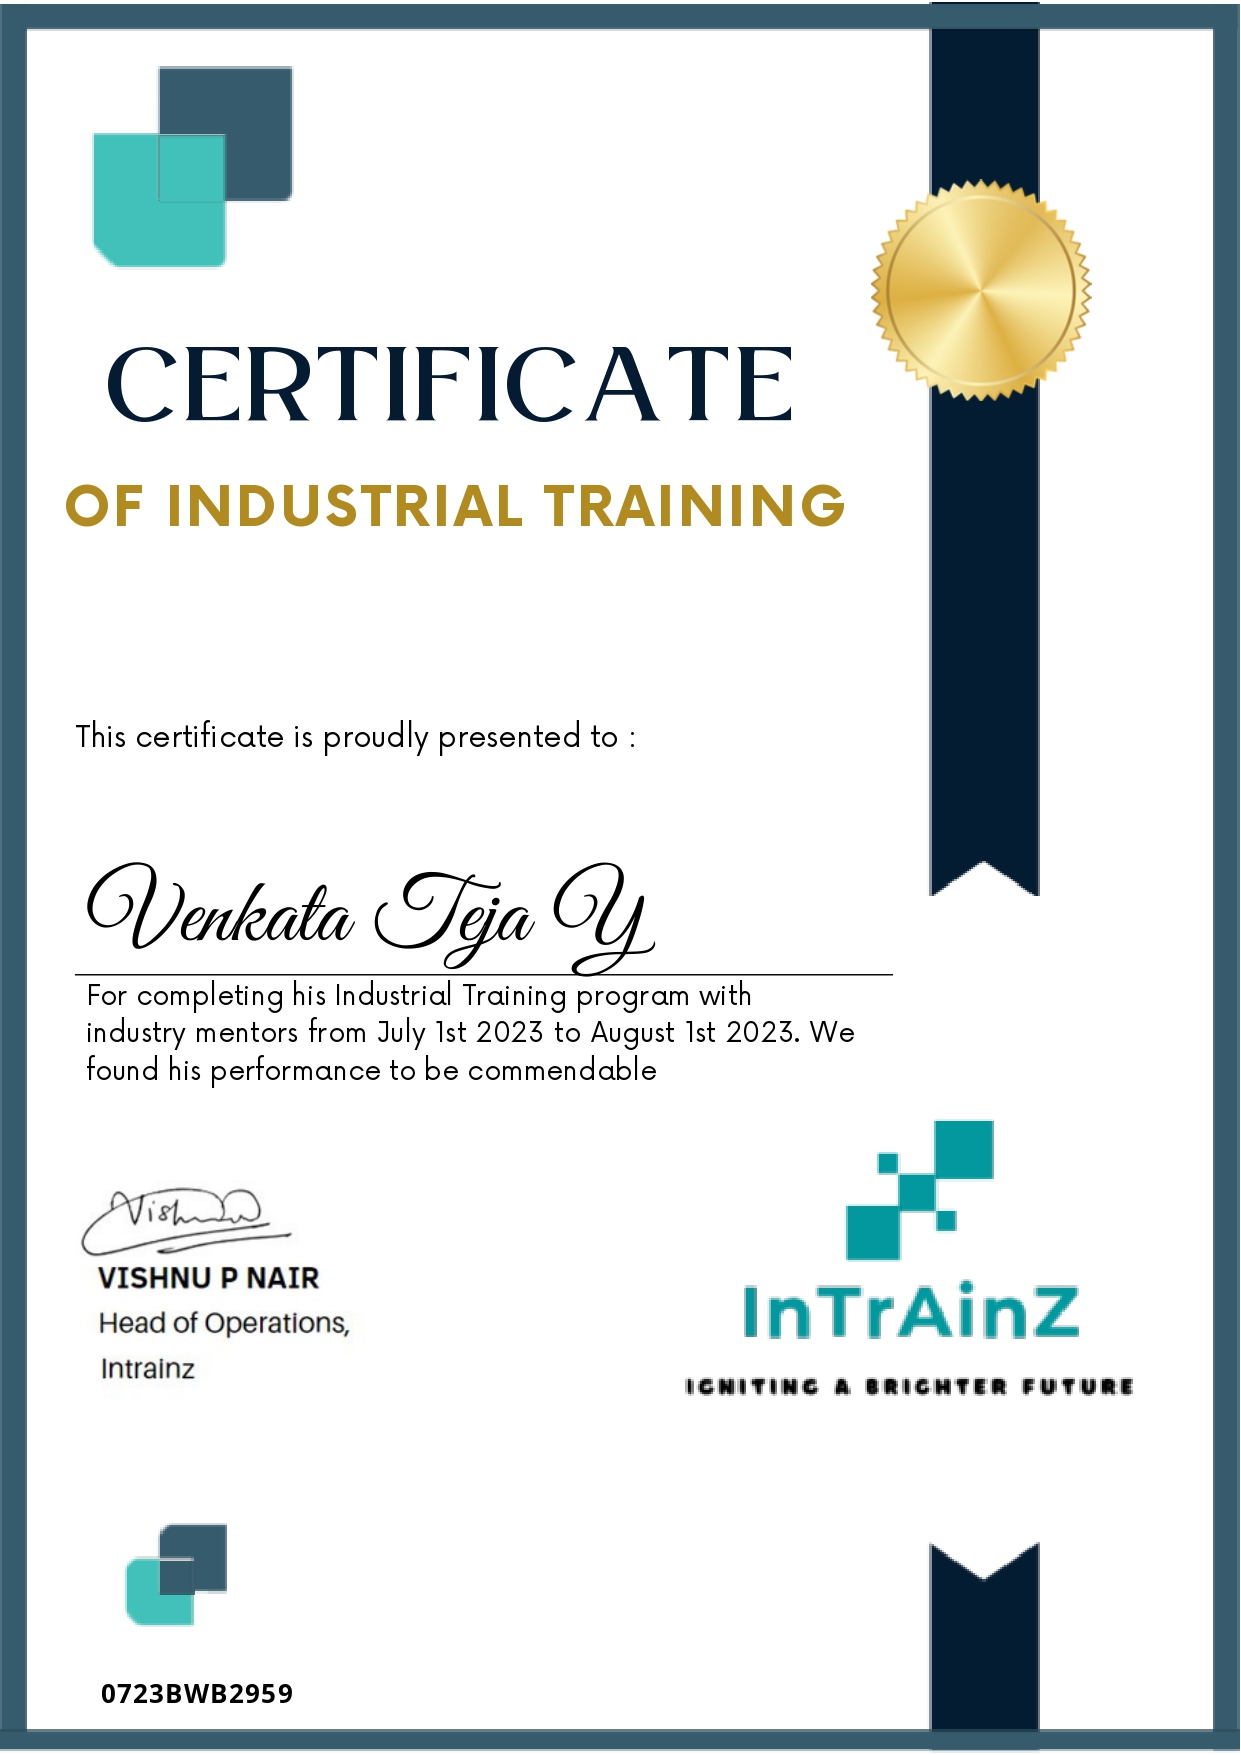 CERTIFICATE
OF INDUSTRIAL TRAINING
This certificate is proudly presented to :
Venkata Teja Y
For completing his Industrial Training program with
industry mentors from July 1st 2023 to August 1st 2023. We
found his performance to be commendable
Vishnu
VISHNU P NAIR
Head of Operations,
Intrainz
InTrAinZ
IGNITING A BRIGHTER FUTURE
0723BWB2959